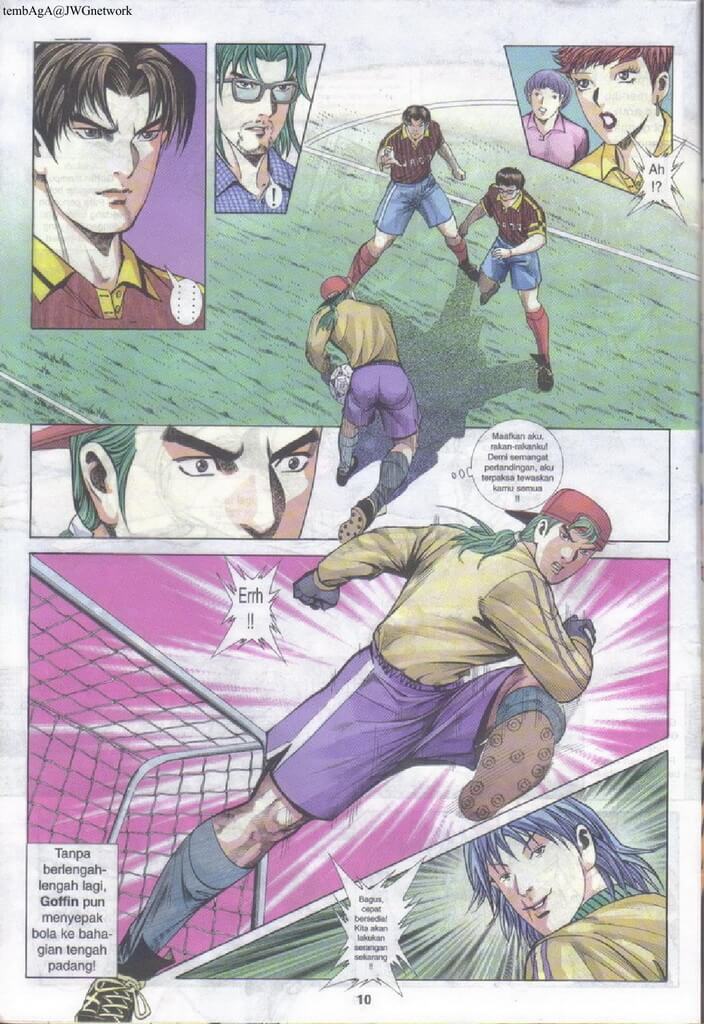 tembAgA@JWGnetwork
........
!
Ah
!?
Maafkan aku,
rakan-rakanku!
Demi semangat
pertandingan, aku
terpaksa tewaskan
kamu semua
!!
Errh
!!
Tanpa
berlengah-
lengah lagi,
Goffin pun
menyepak
bola ke baha-
gian tengah
padang!
Bagus,
cepat
bersedia!
Kita akan
lakukan
serangan
sekarang
!!
10